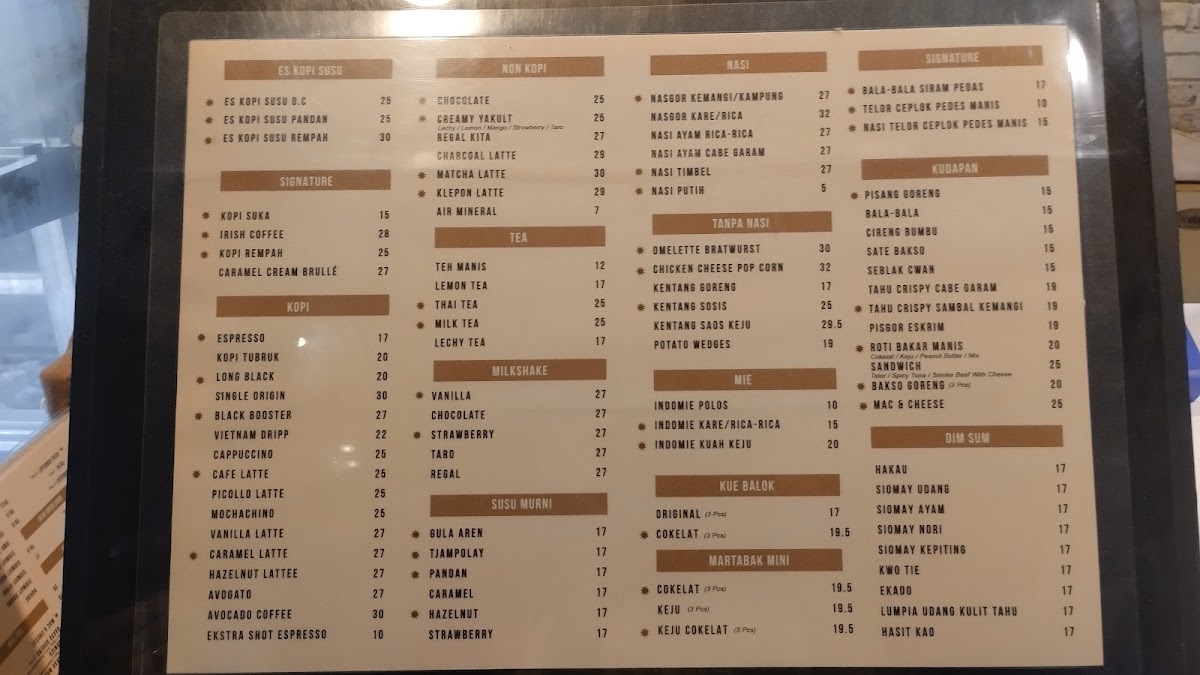 ES KOPI SUSU
ES KOPI SUSU O.C 25
ES KOPI SUSU PANDAN 25
ES KOPI SUSU REMPAH 30
SIGNATURE
KOPI SUKA 15
IRISH COFFEE 28
KOPI REMPAH 25
CARAMEL CREAM BRULLÉ 27
KOPI
ESPRESSO 17
KOPI TUBRUK 20
LONG BLACK 20
SINGLE ORIGIN 30
BLACK BOOSTER 27
VIETNAM DRIPP 22
CAPPUCCINO 25
CAFE LATTE 25
PICOLLO LATTE 25
MOCHACHINO 25
VANILLA LATTE 27
CARAMEL LATTE 27
HAZELNUT LATTEE 27
AVOGATO 27
AVOCADO COFFEE 30
EKSTRA SHOT ESPRESSO 10
NON KOPI
CHOCOLATE 25
CREAMY YAKULT 25
Lechy / Lemon / Mango / Strawberry / Taro
REGAL KITA 27
CHARCOAL LATTE 29
MATCHA LATTE 30
KLEPON LATTE 29
AIR MINERAL 7
TEA
TEH MANIS 12
LEMON TEA 17
THAI TEA 25
MILK TEA 25
LECHY TEA 17
MILKSHAKE
VANILLA 27
CHOCOLATE 27
STRAWBERRY 27
TARO 27
REGAL 27
SUSU MURNI
GULA AREN 17
TJAMPOLAY 17
PANDAN 17
CARAMEL 17
HAZELNUT 17
STRAWBERRY 17
NASI
NASGOR KEMANGI/KAMPUNG 27
NASGOR KARE/RICA 32
NASI AYAM RICA-RICA 27
NASI AYAM CABE GARAM 27
NASI TIMBEL 27
NASI PUTIH 5
TANPA NASI
OMELETTE BRATWURST 30
CHICKEN CHEESE POP CORN 32
KENTANG GORENG 17
KENTANG SOSIS 25
KENTANG SAOS KEJU 29.5
POTATO WEDGES 19
MIE
INDOMIE POLOS 10
INDOMIE KARE/RICA-RICA 15
INDOMIE KUAH KEJU 20
KUE BALOK
ORIGINAL (3 Pcs) 17
COKELAT (3 Pcs) 19.5
MARTABAK MINI
COKELAT (3 Pcs) 19.5
KEJU (3 Pcs) 19.5
KEJU COKELAT (3 Pcs) 19.5
SIGNATURE
BALA-BALA SIRAM PEDAS 17
TELOR CEPLOK PEDES MANIS 10
NASI TELOR CEPLOK PEDES MANIS 15
KUDAPAN
PISANG GORENG 15
BALA-BALA 15
CIRENG BUMBU 15
SATE BAKSO 15
SEBLAK CWAN 15
TAHU CRISPY CABE GARAM 19
TAHU CRISPY SAMBAL KEMANGI 19
PISGOR ESKRIM 19
ROTI BAKAR MANIS 20
Cokelat / Keju / Peanut Butter / Mix
SANDWICH 25
Telor / Spicy Tuna / Smoke Beef With Cheese
BAKSO GORENG (3 Pcs) 20
MAC & CHEESE 25
DIM SUM
HAKAU 17
SIOMAY UDANG 17
SIOMAY AYAM 17
SIOMAY NORI 17
SIOMAY KEPITING 17
KWO TIE 17
EKADO 17
LUMPIA UDANG KULIT TAHU 17
HASIT KAO 17